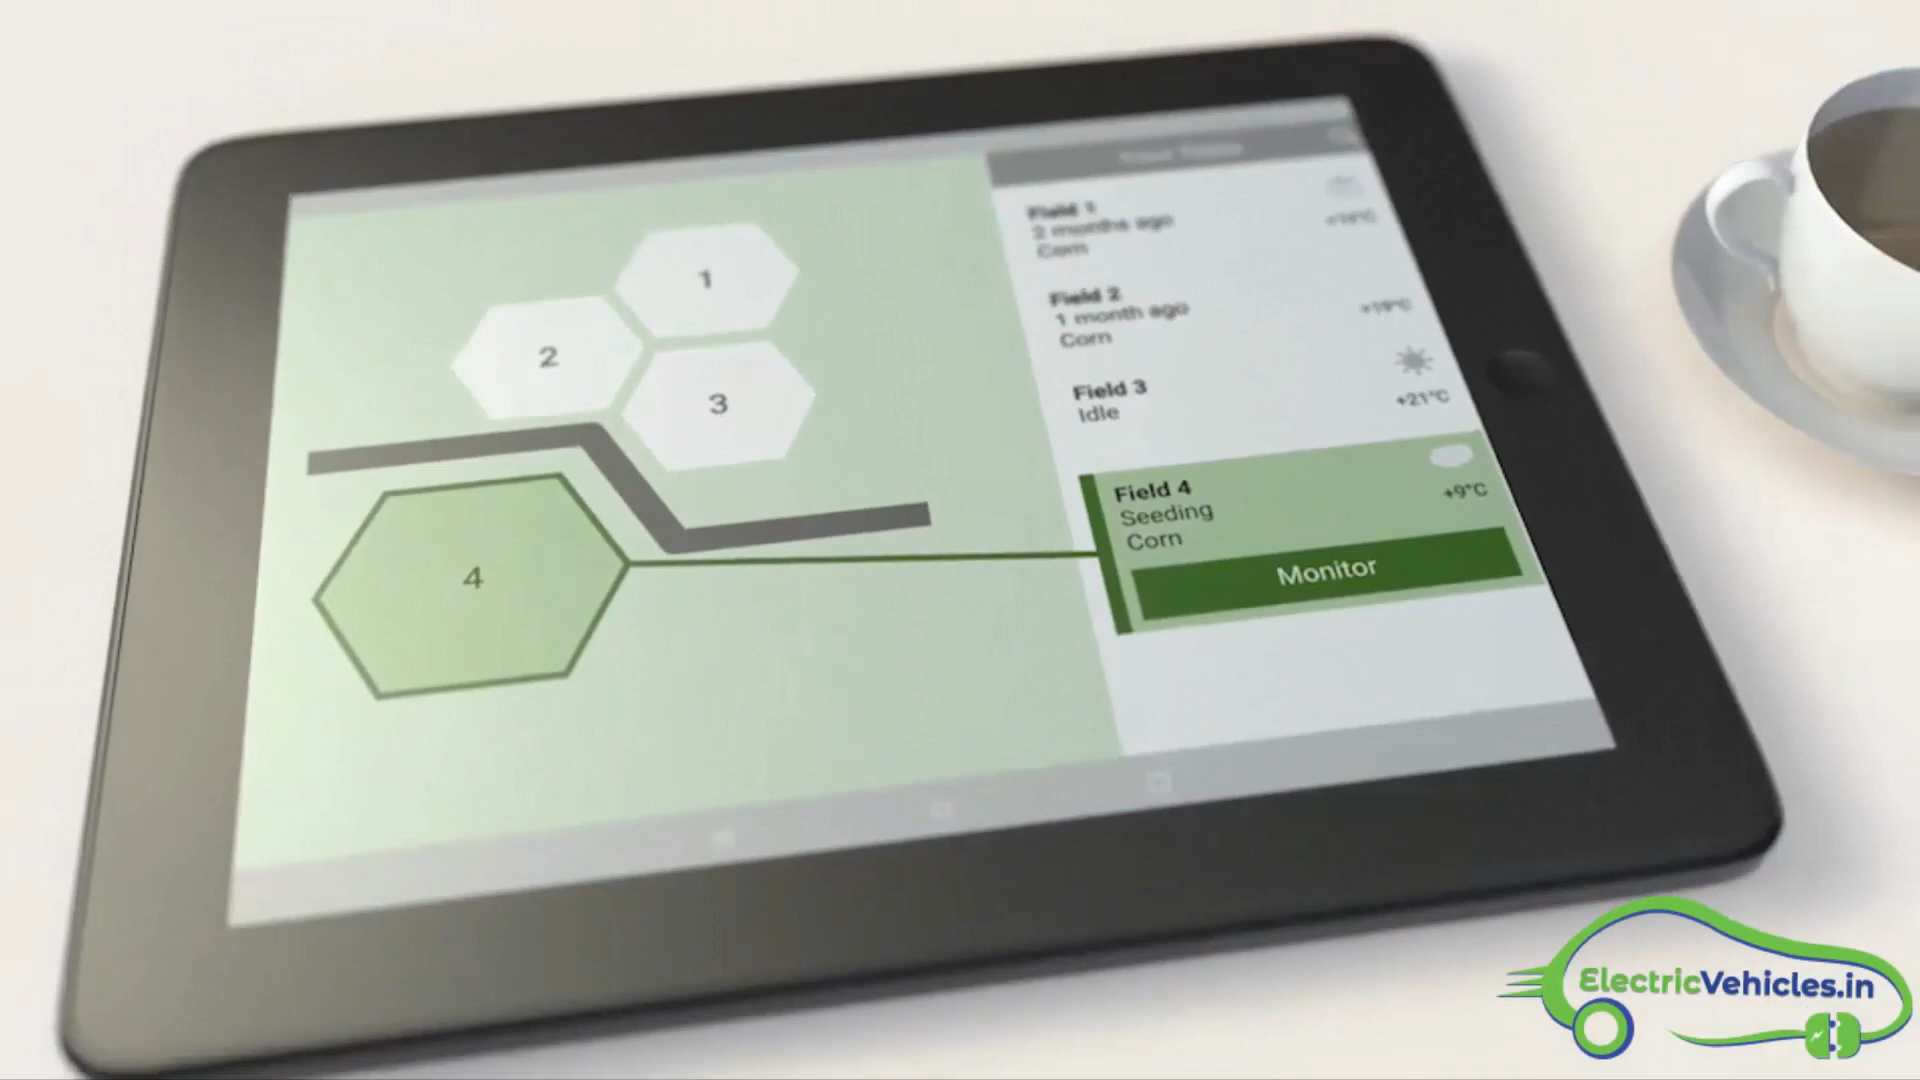 1
2
3
4
Field 1
2 months ago
Corn
Field 2
1 month ago
+19°C
Corn
Field 3
Idle
+21°C
Field 4
+9°C
Seeding
Corn
Monitor
ElectricVehicles.in